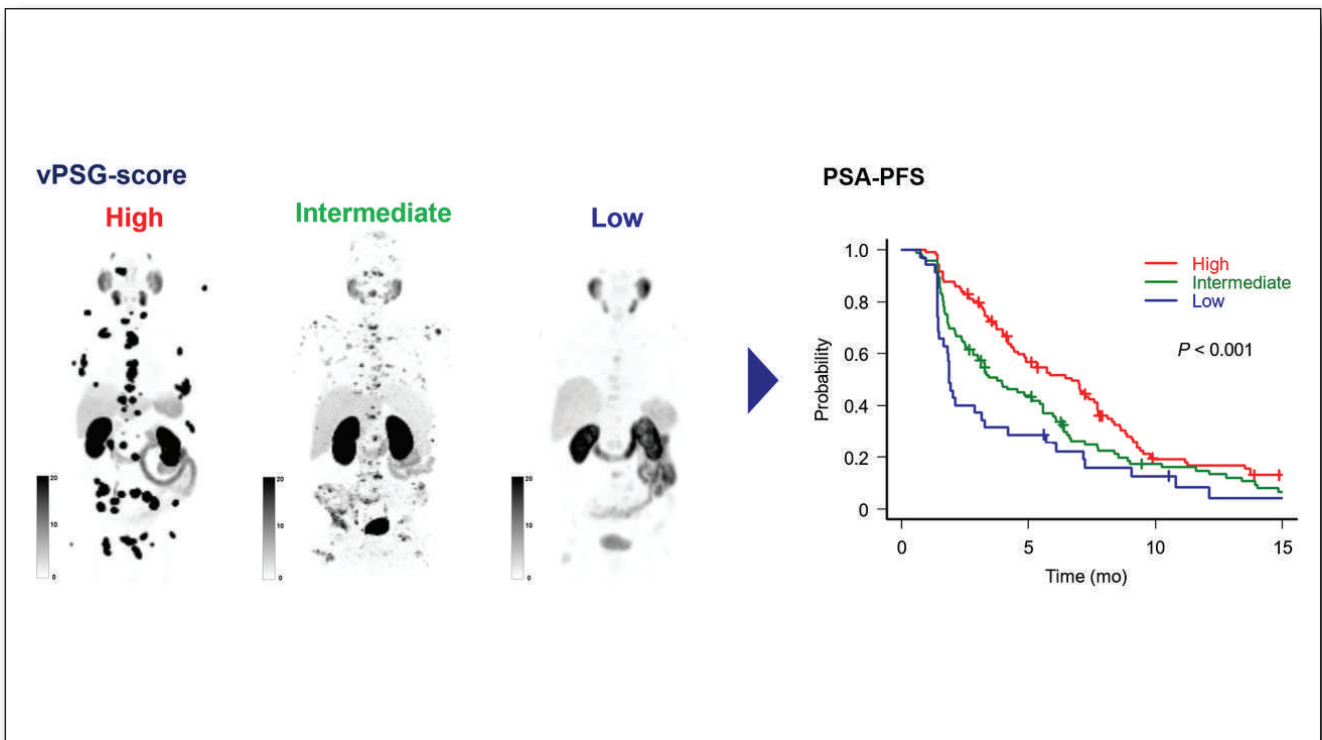 vPSG-score
High
Intermediate
Low
20
10
0
20
10
0
20
10
0
PSA-PFS
1.0
0.8
0.6
0.4
0.2
0
Probability
High
Intermediate
Low
P < 0.001
0
5
10
15
Time (mo)